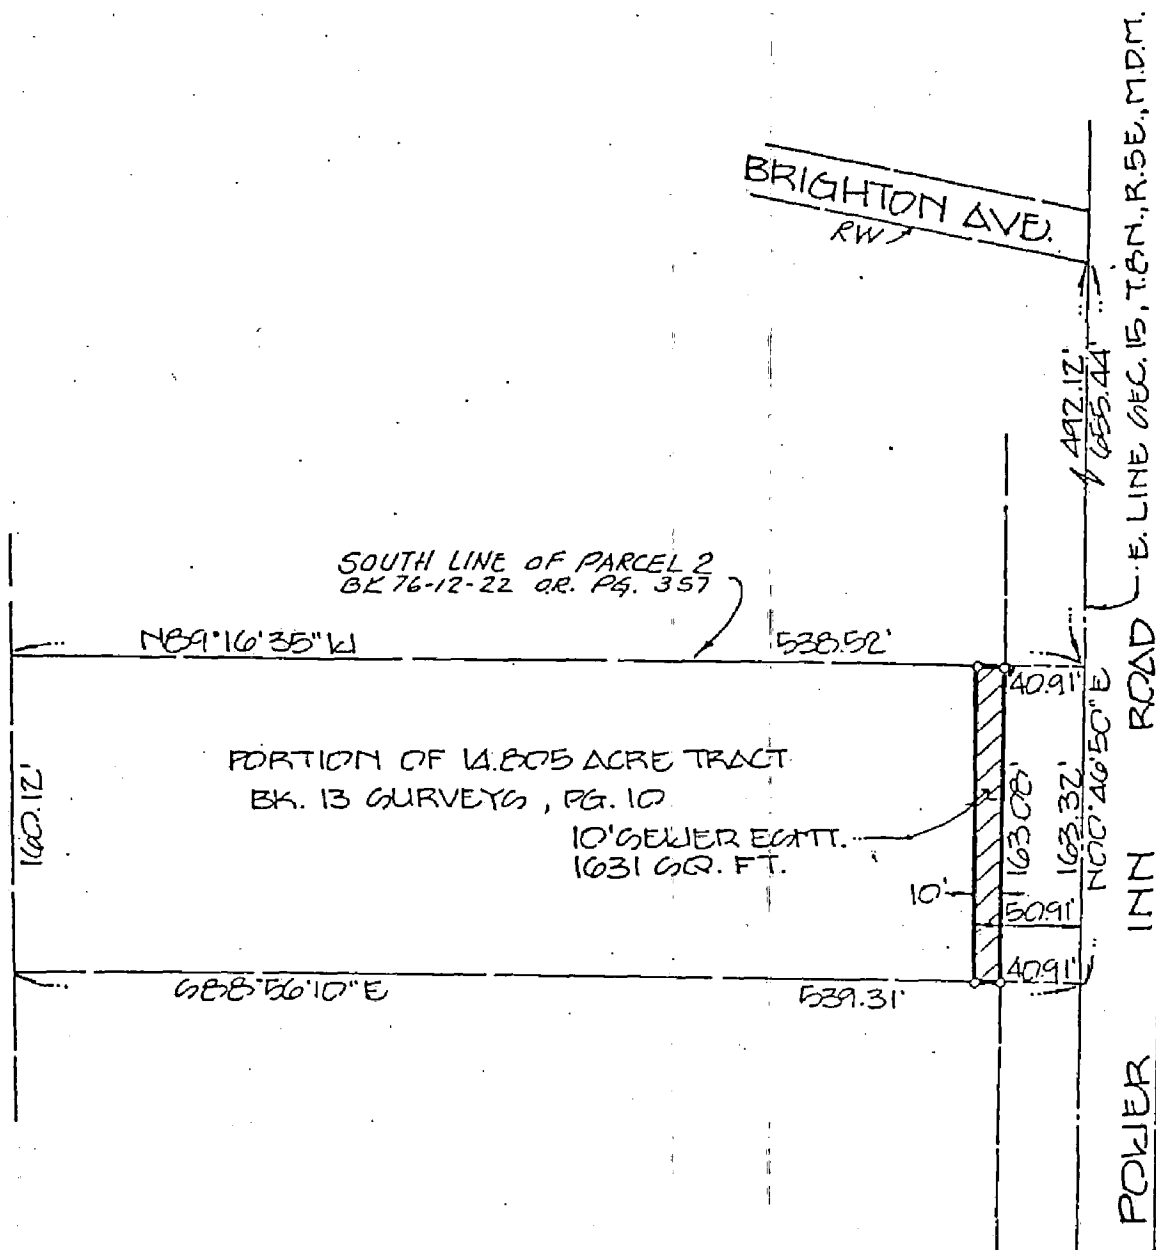 BRIGHTON AVE.
RW
E. LINE SEC. 15, T.8N., R.5E., M.D.M.
492.12'
655.44'
SOUTH LINE OF PARCEL 2
BK 76-12-22 O.R. PG. 357
N89°16'35"W
538.52'
40.91'
PORTION OF 14.805 ACRE TRACT
BK. 13 SURVEYS, PG. 10
160.12'
10' SEWER ESMT.
1631 SQ. FT.
163.08'
163.32'
N00°46'50"E
10'
50.91'
40.91'
S88°56'10"E
539.31'
POWER INN ROAD